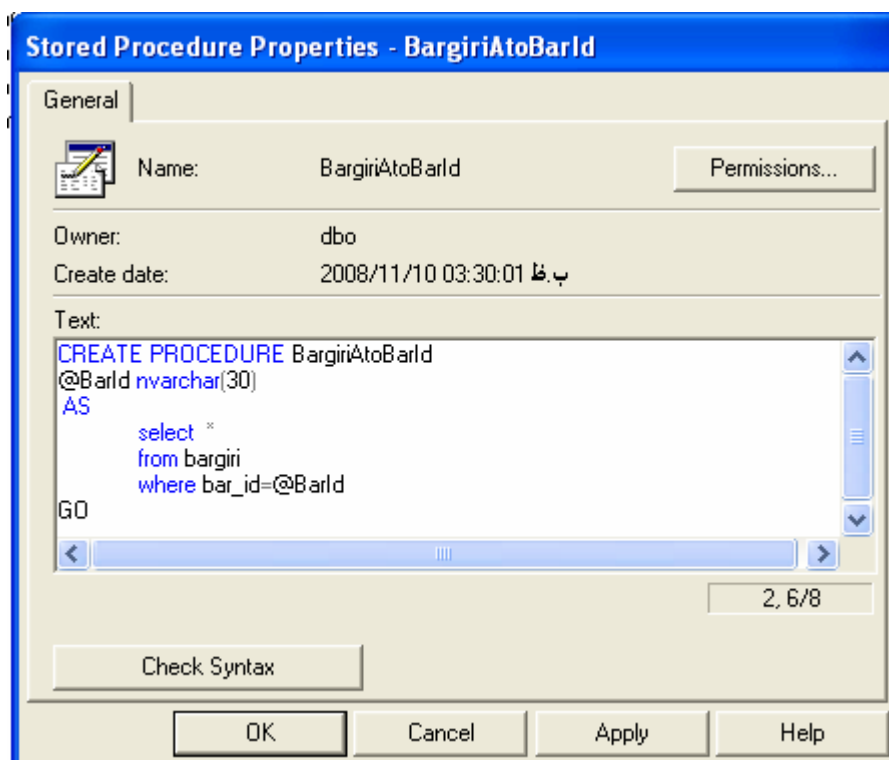 Stored Procedure Properties - BargiriAtoBarId
General
Name: BargiriAtoBarId Permissions...
Owner: dbo
Create date: 2008/11/10 03:30:01 ب.ظ
Text:
CREATE PROCEDURE BargiriAtoBarId
@BarId nvarchar(30)
AS
select *
from bargiri
where bar_id=@BarId
GO
2, 6/8
Check Syntax
OK Cancel Apply Help